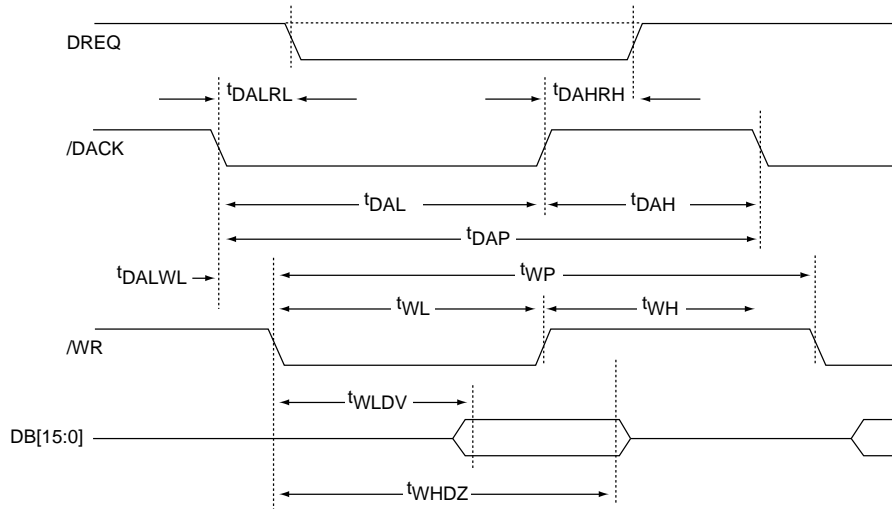 DREQ
tDALRL
tDAHRH
/DACK
tDAL
tDAH
tDAP
tDALWL
tWP
tWL
tWH
/WR
tWLDV
DB[15:0]
tWHDZ